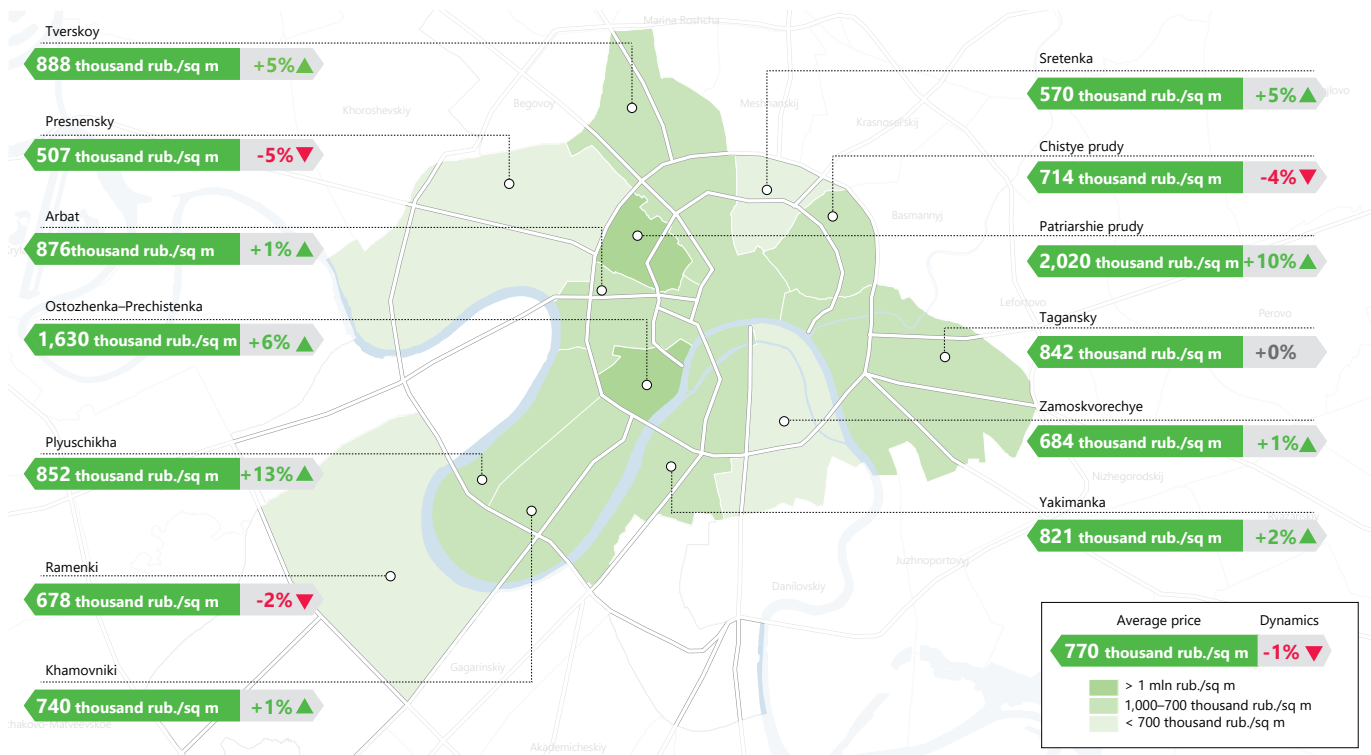 Marina Roshcha
Tverskoy
888 thousand rub./sq m +5%
Sretenka
570 thousand rub./sq m +5%
Khoroshevskiy
Begovoy
Meshhanskij
Krasnosel'skij
Presnensky
507 thousand rub./sq m -5%
Chistye prudy
714 thousand rub./sq m -4%
Arbat
876thousand rub./sq m +1%
Basmannyj
Patriarshie prudy
2,020 thousand rub./sq m +10%
Ostozhenka–Prechistenka
1,630 thousand rub./sq m +6%
Lefortovo
Perovo
Tagansky
842 thousand rub./sq m +0%
Zamoskvorechye
684 thousand rub./sq m +1%
Plyuschikha
852 thousand rub./sq m +13%
Nizhegorodskij
Yakimanka
821 thousand rub./sq m +2%
Juzhnoportovyj
Ramenki
678 thousand rub./sq m -2%
Danilovskiy
Gagarinskiy
Khamovniki
740 thousand rub./sq m +1%
Akademicheskiy
Average price Dynamics
770 thousand rub./sq m -1%
> 1 mln rub./sq m
1,000–700 thousand rub./sq m
< 700 thousand rub./sq m